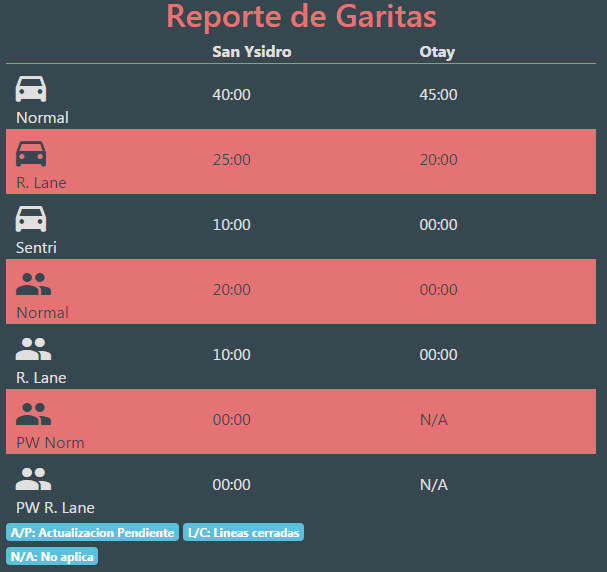 Reporte de Garitas
San Ysidro Otay
Normal 40:00 45:00
R. Lane 25:00 20:00
Sentri 10:00 00:00
Normal 20:00 00:00
R. Lane 10:00 00:00
PW Norm 00:00 N/A
PW R. Lane 00:00 N/A
A/P: Actualizacion Pendiente L/C: Lineas cerradas
N/A: No aplica